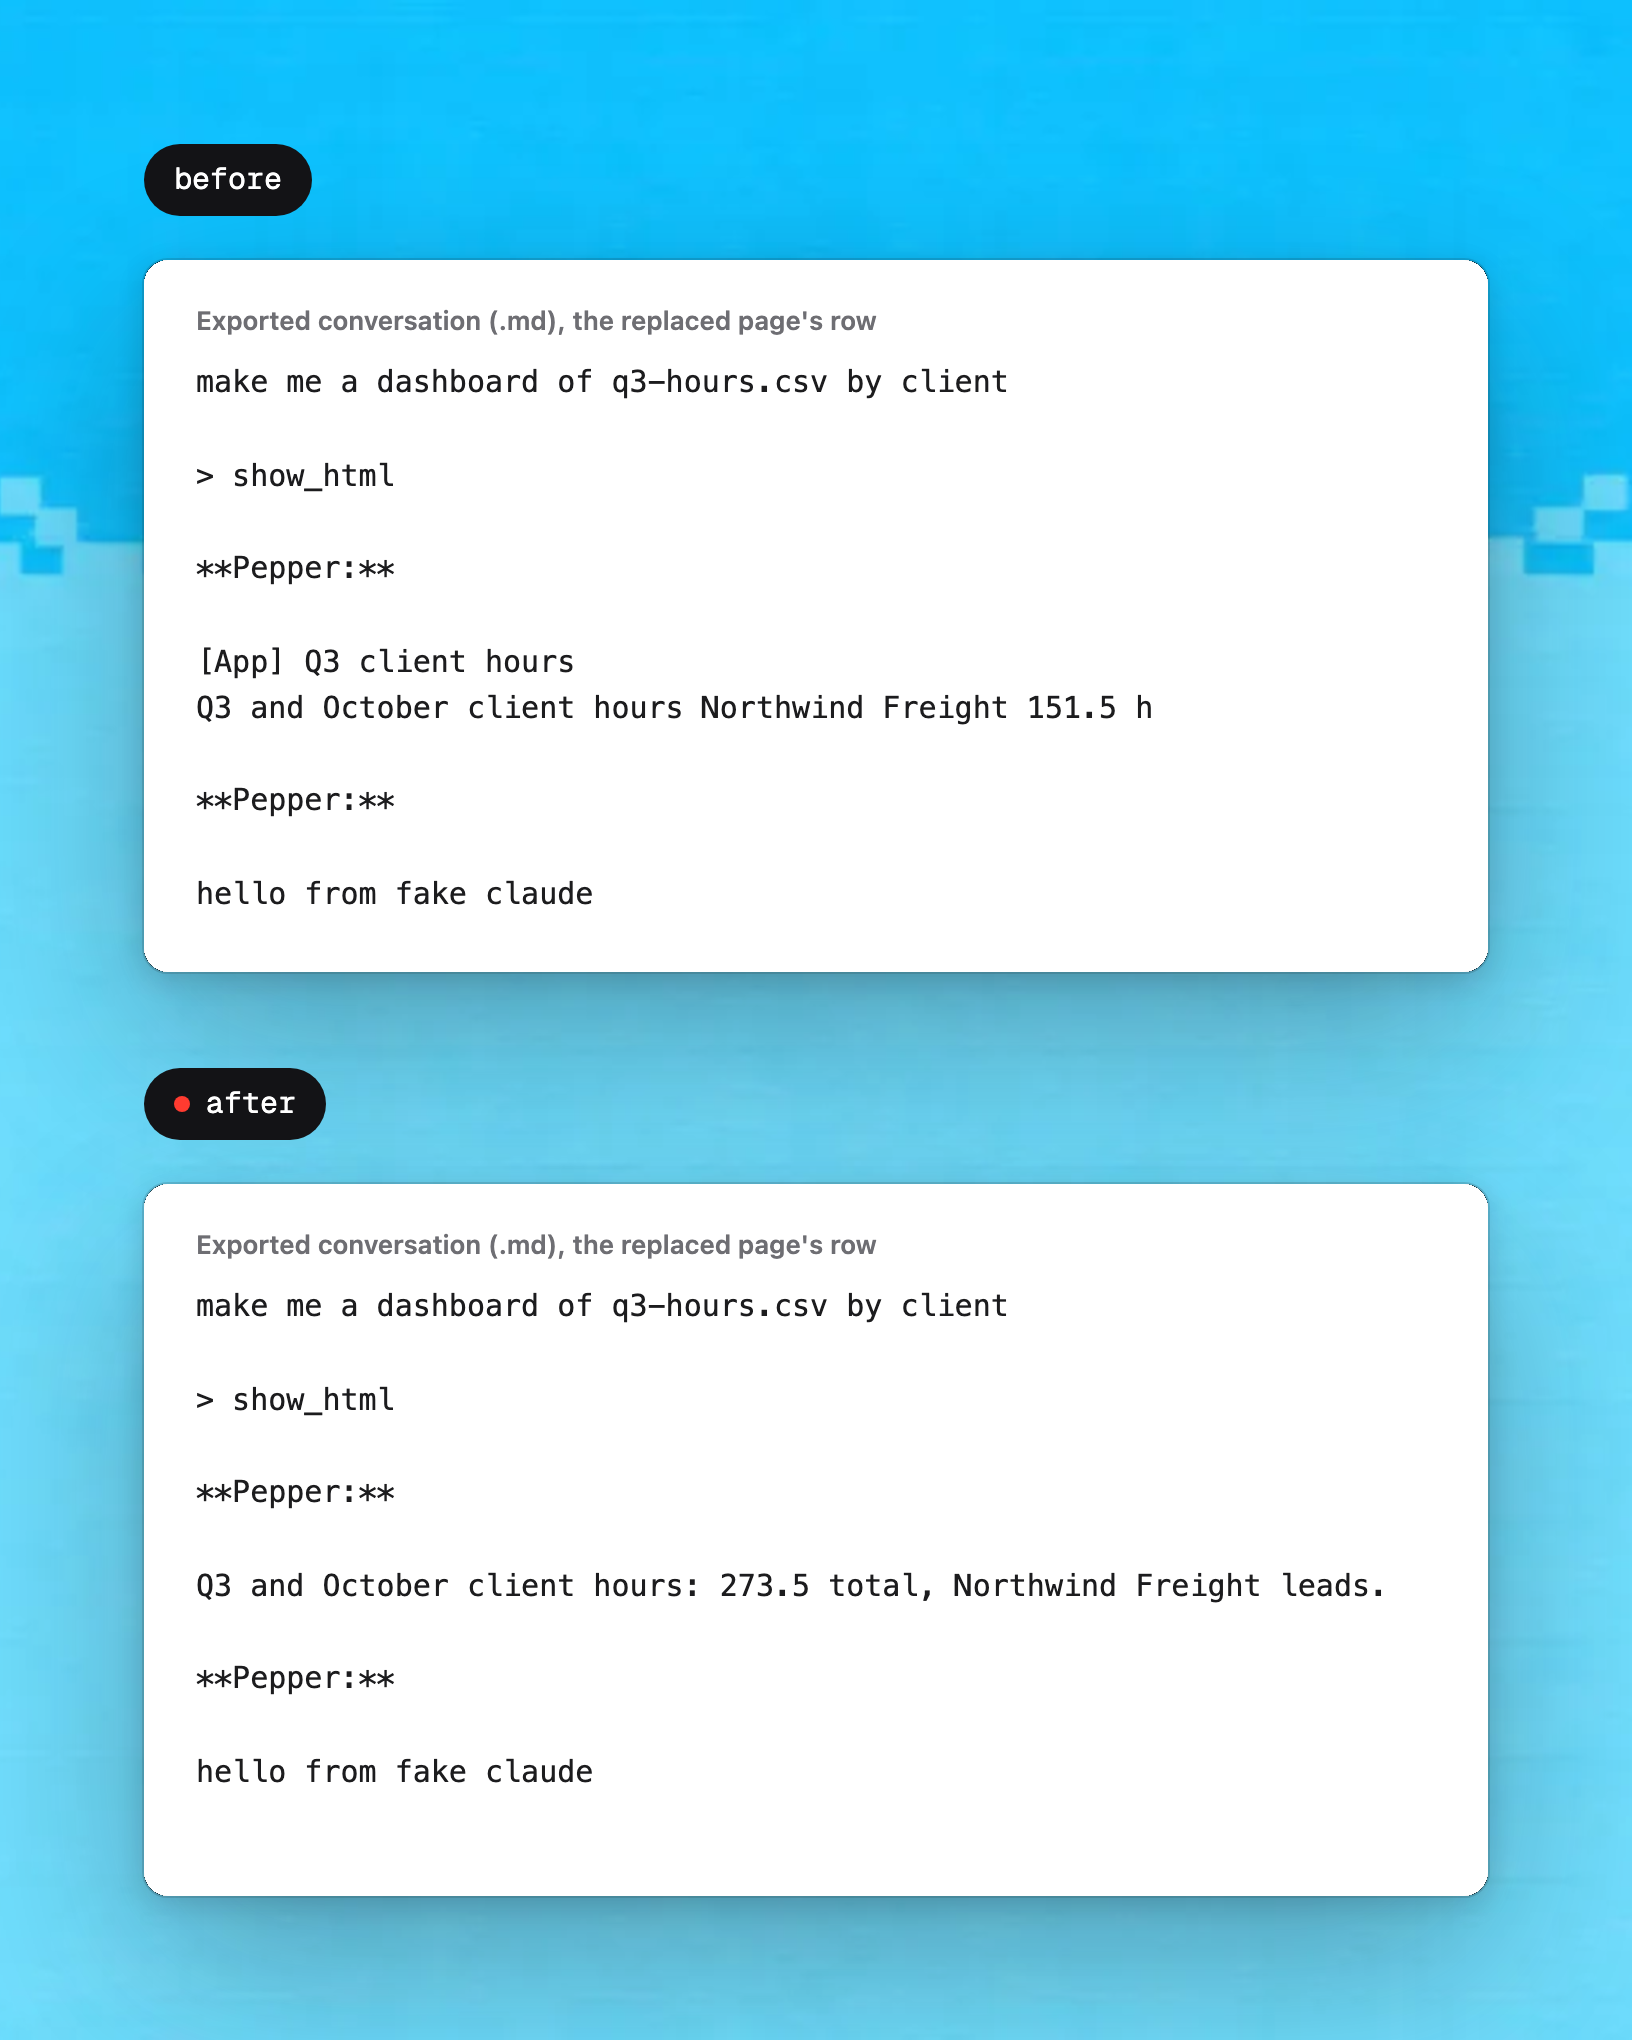 before
Exported conversation (.md), the replaced page's row
make me a dashboard of q3-hours.csv by client
> show_html
**Pepper:**
[App] Q3 client hours
Q3 and October client hours Northwind Freight 151.5 h
**Pepper:**
hello from fake claude
after
Exported conversation (.md), the replaced page's row
make me a dashboard of q3-hours.csv by client
> show_html
**Pepper:**
Q3 and October client hours: 273.5 total, Northwind Freight leads.
**Pepper:**
hello from fake claude